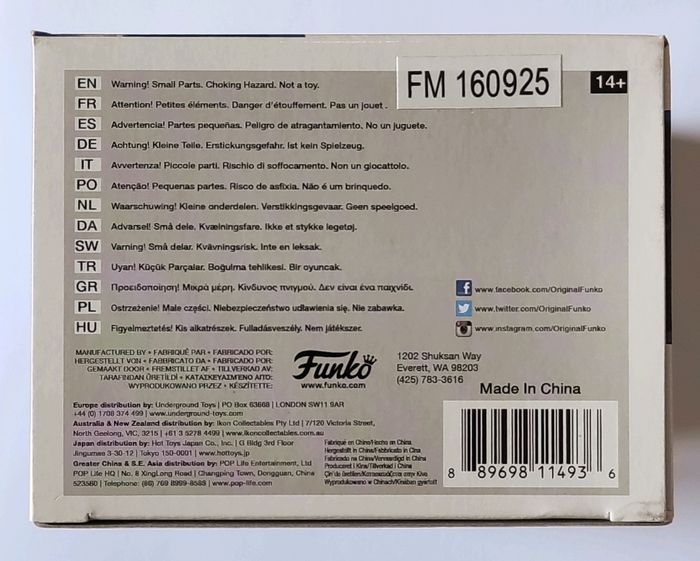 FM 160925
14+
EN Warning! Small Parts. Choking Hazard. Not a toy.
FR Attention! Petites éléments. Danger d'étouffement. Pas un jouet .
ES Advertencia! Partes pequeñas. Peligro de atragantamiento. No un juguete.
DE Achtung! Kleine Teile. Erstickungsgefahr. Ist kein Spielzeug.
IT Avvertenza! Piccole parti. Rischio di soffocamento. Non un giocattolo.
PO Atenção! Pequenas partes. Risco de asfixia. Não é um brinquedo.
NL Waarschuwing! Kleine onderdelen. Verstikkingsgevaar. Geen speelgoed.
DA Advarsel! Små dele. Kvælningsfare. Ikke et stykke legetøj.
SW Varning! Små delar. Kvävningsrisk. Inte en leksak.
TR Uyarı! Küçük Parçalar. Boğulma tehlikesi. Bir oyuncak.
GR Προειδοποίηση! Μικρά μέρη. Κίνδυνος πνιγμού. Δεν είναι ένα παιχνίδι.
PL Ostrzeżenie! Małe części. Niebezpieczeństwo udławienia się. Nie zabawka.
HU Figyelmeztetés! Kis alkatrészek. Fulladásveszély. Nem játékszer.
www.facebook.com/OriginalFunko
www.twitter.com/OriginalFunko
www.instagram.com/OriginalFunko
MANUFACTURED BY • FABRIQUÉ PAR • FABRICADO POR:
HERGESTELLT VON • FABBRICATO DA • FABRICADO POR:
GEMAAKT DOOR • FREMSTILLET AF • TILLVERKAD AV:
TARAFINDAN ÜRETİLDİ • ΚΑΤΑΣΚΕΥΑΣΜΕΝΟ ΑΠΟ:
WYPRODUKOWANO PRZEZ • KÉSZÍTETTE:
Funko
www.funko.com
1202 Shuksan Way
Everett, WA 98203
(425) 783-3616
Made In China
Europe distribution by: Underground Toys | PO Box 63668 | LONDON SW11 9AR
+44 (0) 1708 374 499 | www.underground-toys.com
Australia & New Zealand distribution by: Ikon Collectables Pty Ltd | 7/120 Victoria Street,
North Geelong, VIC, 3215 | +61 3 5278 4499 | www.ikoncollectables.com.au
Japan distribution by: Hot Toys Japan Co., Inc. | G Bldg 3rd Floor
Jingumae 3-30-12 | Tokyo 150-0001 | www.hottoys.jp
Greater China & S.E. Asia distribution by: POP Life Entertainment, Ltd
POP Life HQ | No. 8 XingLong Road | Changping Town, Dongguan, China
523560 | Telephone: (86) 769 8999-8583 | www.pop-life.com
Fabriqué en Chine/Hecho en China
Hergestellt in China/Fabbricato in Cina
Fabricado na China/Vervaardigd in China
8 89698 11493 6